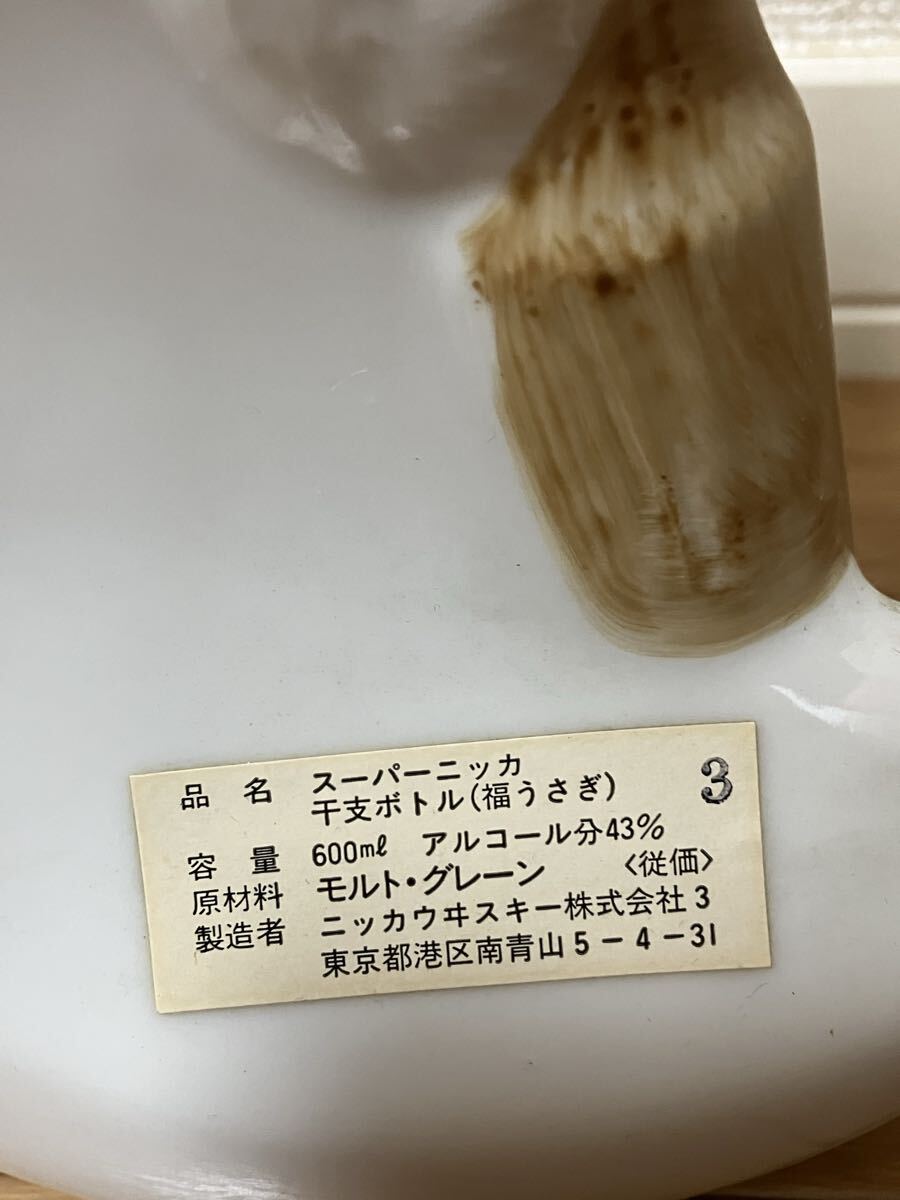 品名 スーパーニッカ 3
干支ボトル(福うさぎ)
容量 600mℓ アルコール分43%
原材料 モルト・グレーン <従価>
製造者 ニッカウヰスキー株式会社3
東京都港区南青山5-4-31